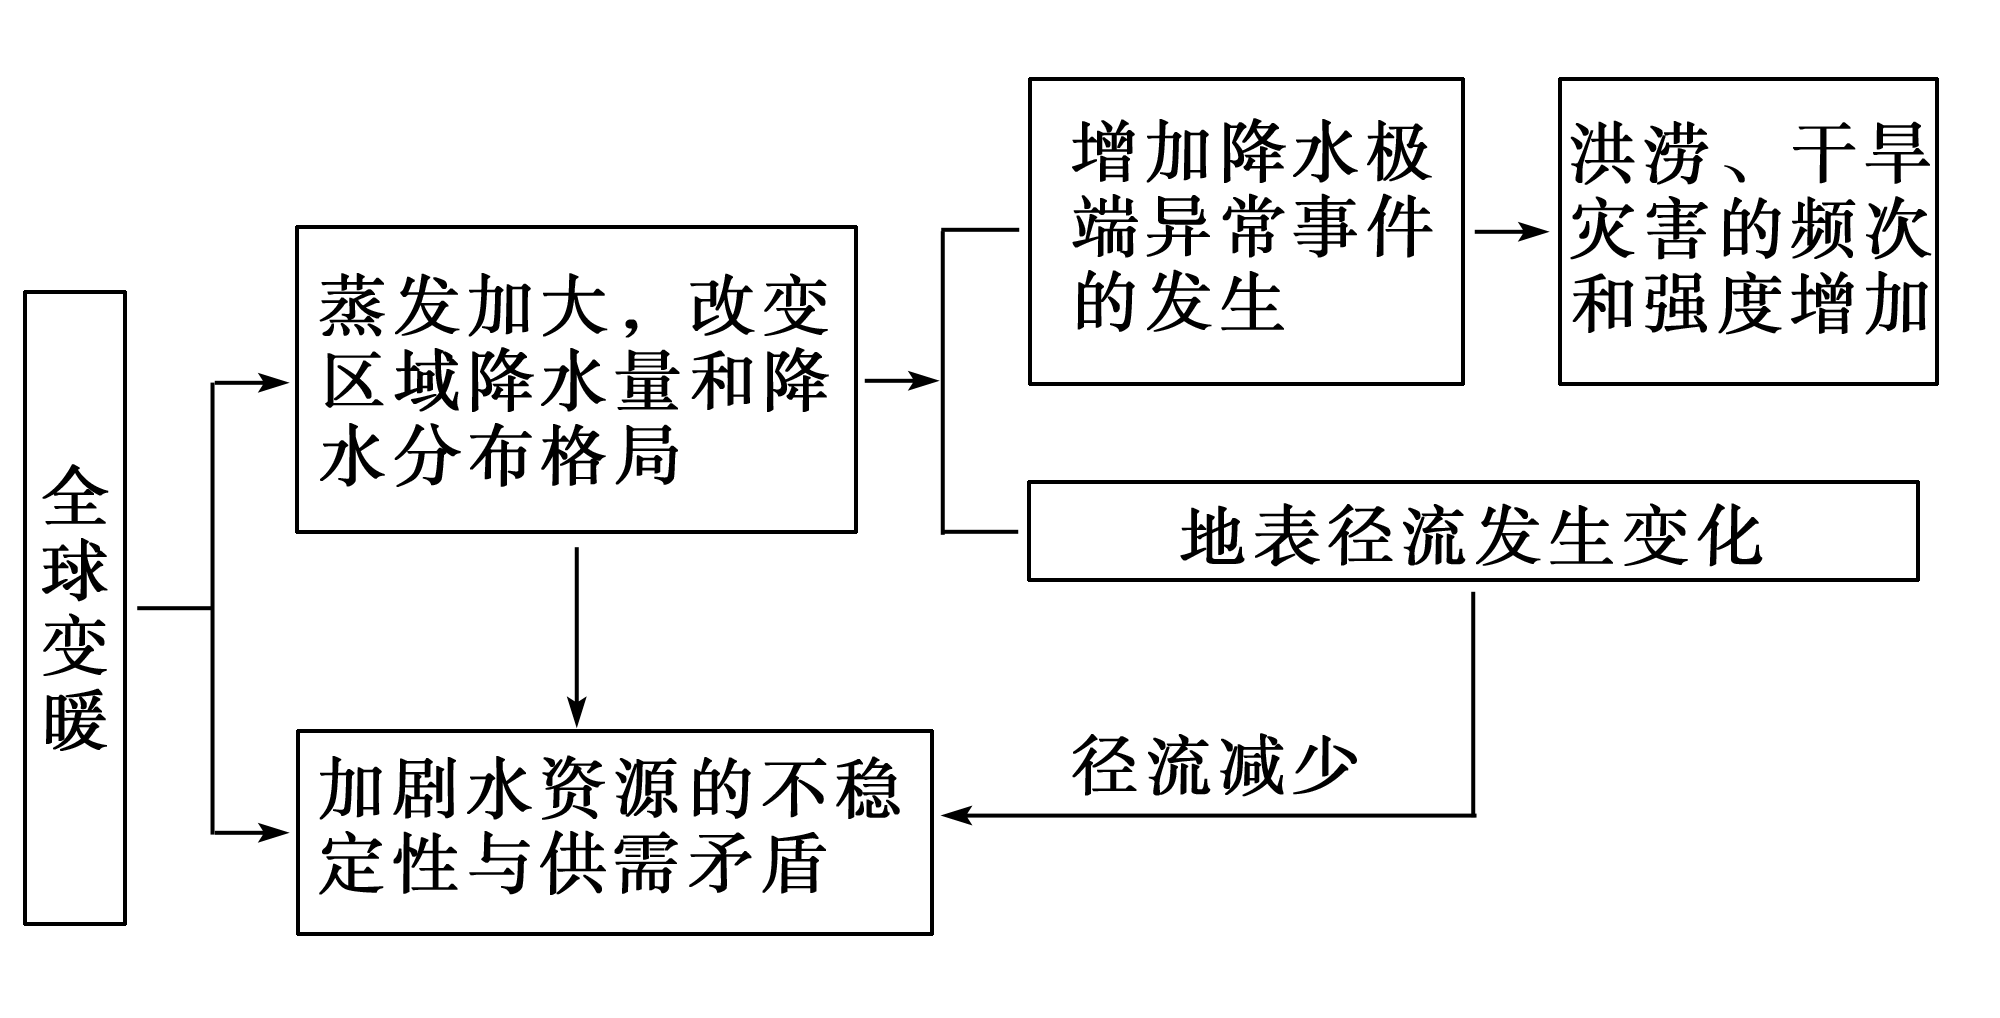 全球变暖
蒸发加大，改变
区域降水量和降
水分布格局
增加降水极
端异常事件
的发生
洪涝、干旱
灾害的频次
和强度增加
地表径流发生变化
径流减少
加剧水资源的不稳
定性与供需矛盾